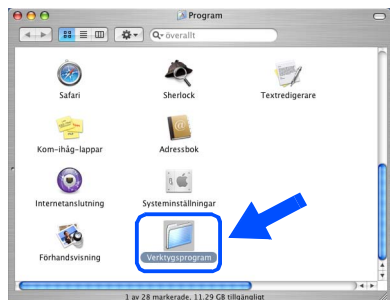 Program
överallt
Safari
Sherlock
Textredigerare
Kom-ihåg-lappar
Adressbok
Internetanslutning
Systeminställningar
Förhandsvisning
Verktygsprogram
1 av 28 markerade, 11,29 GB tillgängligt